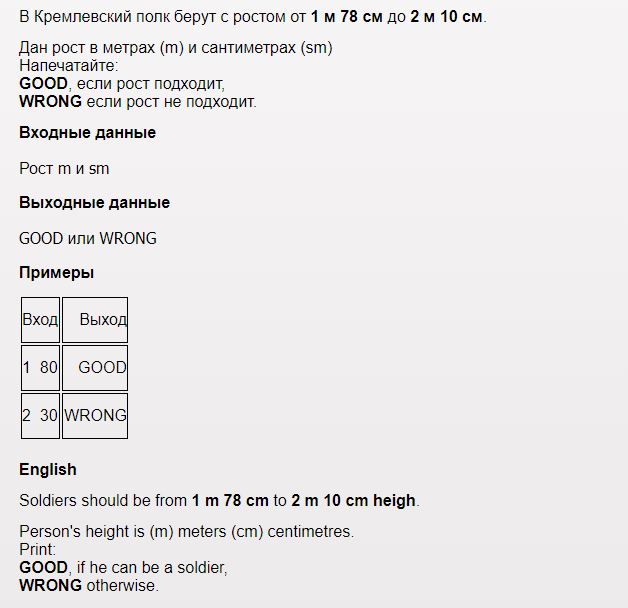 В Кремлевский полк берут с ростом от 1 м 78 см до 2 м 10 см.
Дан рост в метрах (m) и сантиметрах (sm)
Напечатайте:
GOOD, если рост подходит,
WRONG если рост не подходит.
Входные данные
Рост m и sm
Выходные данные
GOOD или WRONG
Примеры
Вход Выход
1 80 GOOD
2 30 WRONG
English
Soldiers should be from 1 m 78 cm to 2 m 10 cm heigh.
Person's height is (m) meters (cm) centimetres.
Print:
GOOD, if he can be a soldier,
WRONG otherwise.